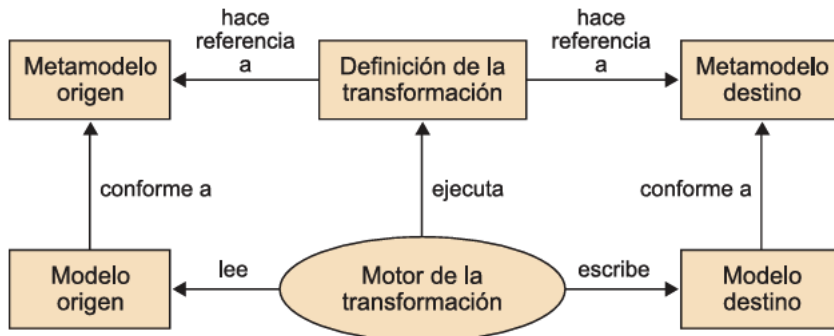 hace
referencia
a
hace
referencia
a
Metamodelo
origen
Definición de la
transformación
Metamodelo
destino
conforme a
ejecuta
conforme a
Modelo
origen
lee
Motor de la
transformación
escribe
Modelo
destino